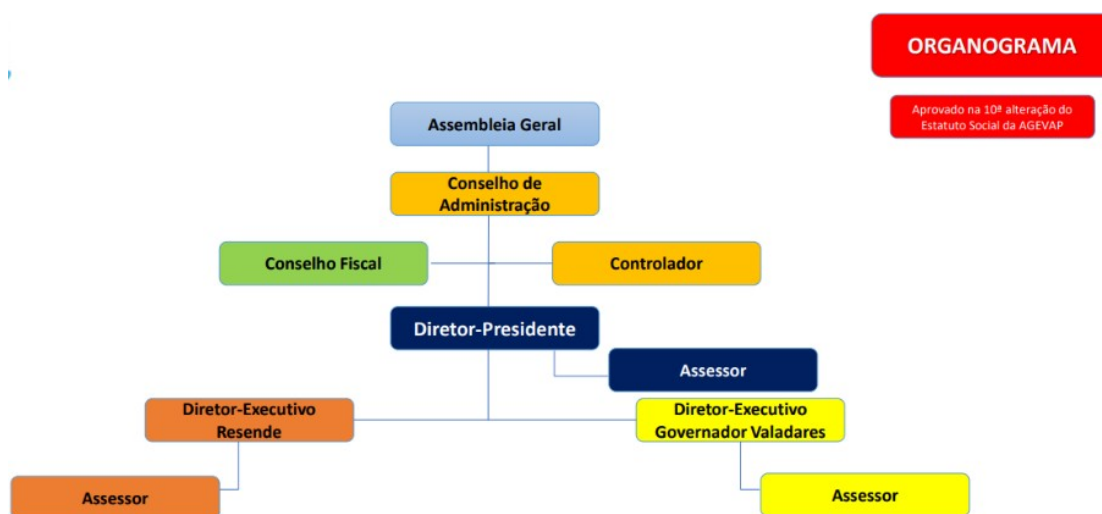 ORGANOGRAMA
Aprovado na 10ª alteração do
Estatuto Social da AGEVAP
Assembleia Geral
Conselho de
Administração
Conselho Fiscal
Controlador
Diretor-Presidente
Assessor
Diretor-Executivo
Resende
Diretor-Executivo
Governador Valadares
Assessor
Assessor